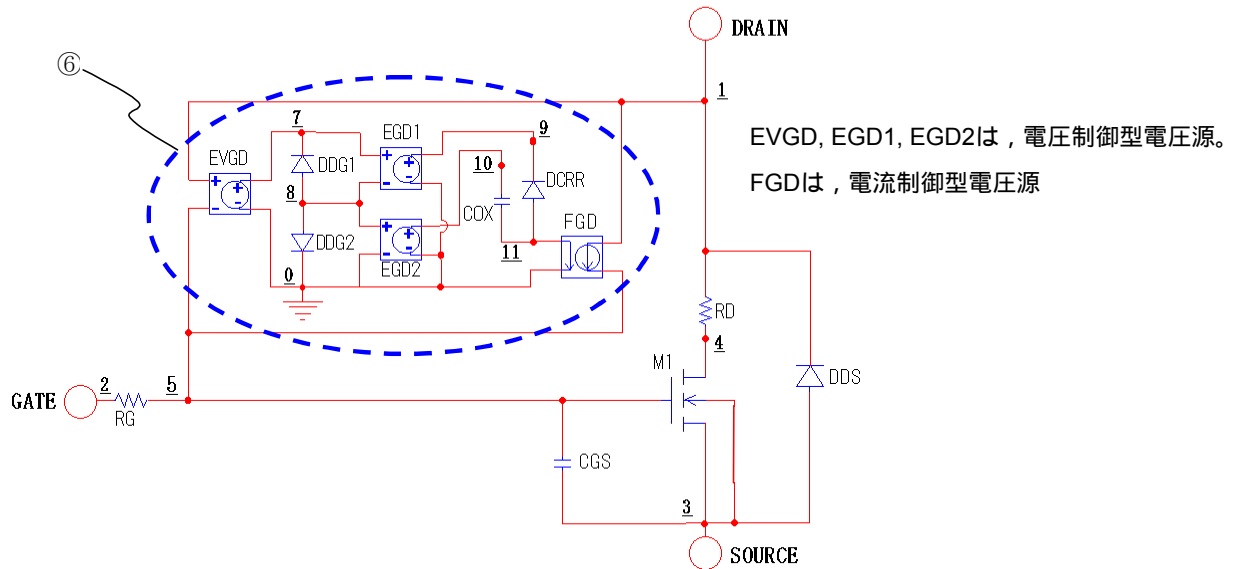 DRAIN
⑥
1
7
EGD1
9
EVGD
DDG1
10
DCRR
8
COX
FGD
DDG2
11
EGD2
0
EVGD, EGD1, EGD2は，電圧制御型電圧源。
FGDは，電流制御型電圧源
RD
4
M1
DDS
GATE
2
5
RG
CGS
3
SOURCE